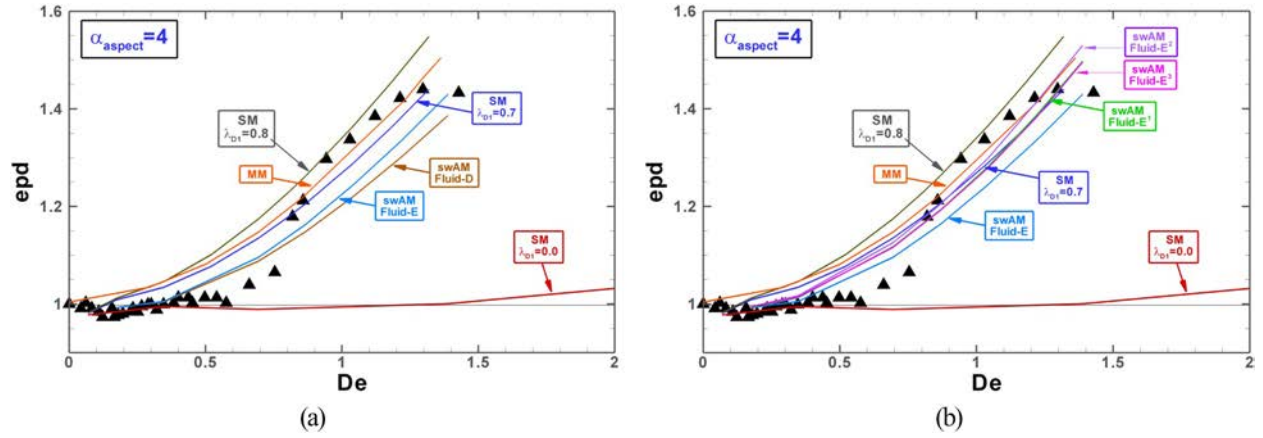 1.6
α_aspect=4
1.4
SM
λ_D1=0.8
SM
λ_D1=0.7
epd
MM
swAM
Fluid-D
swAM
Fluid-E
1.2
SM
λ_D1=0.0
1
0 0.5 1 1.5 2
De
(a)
1.6
α_aspect=4
swAM
Fluid-E²
swAM
Fluid-E³
1.4
SM
λ_D1=0.8
swAM
Fluid-E¹
epd
MM
SM
λ_D1=0.7
swAM
Fluid-E
1.2
SM
λ_D1=0.0
1
0 0.5 1 1.5 2
De
(b)